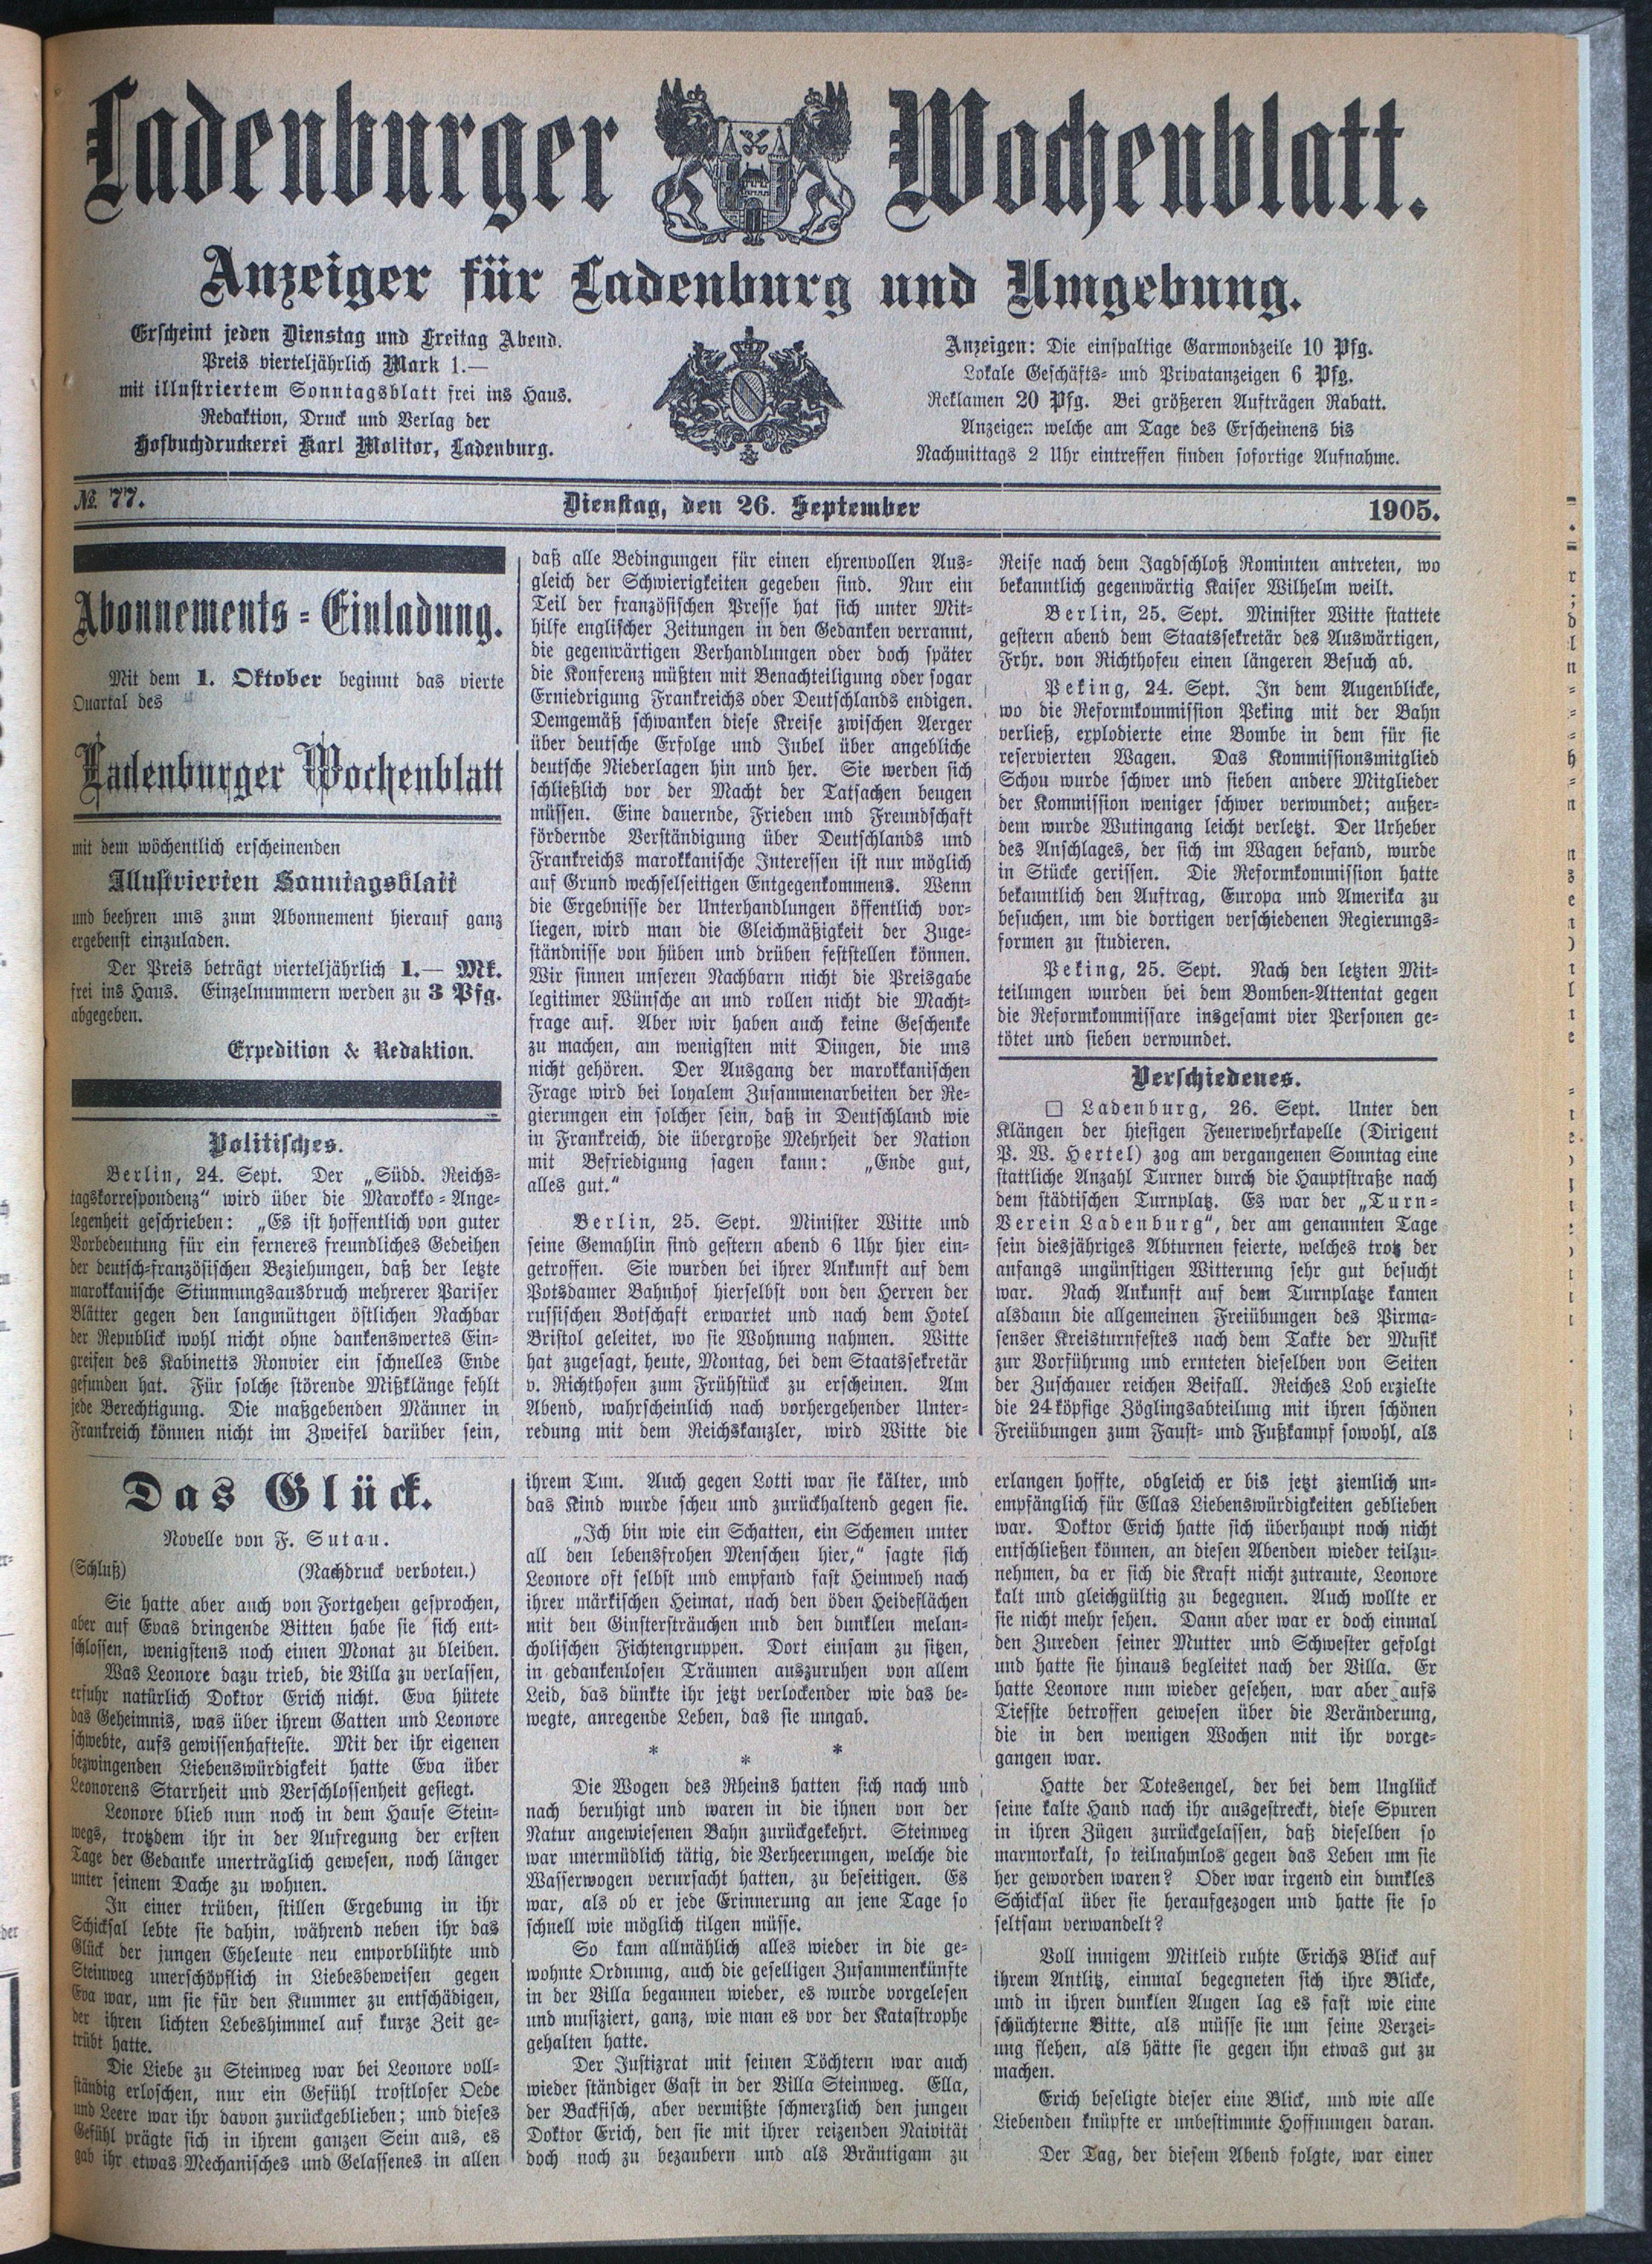 Ladenburger Wochenblatt.
Anzeiger für Ladenburg und Umgebung.
Erscheint jeden Dienstag und Freitag Abend.
Preis vierteljährlich Mark 1.—
mit illustriertem Sonntagsblatt frei ins Haus.
Redaktion, Druck und Verlag der
Hofbuchdruckerei Karl Molitor, Ladenburg.
Anzeigen: Die einspaltige Garmondzeile 10 Pfg.
Lokale Geschäfts- und Privatanzeigen 6 Pfg.
Reklamen 20 Pfg. Bei größeren Aufträgen Rabatt.
Anzeigen welche am Tage des Erscheinens bis
Nachmittags 2 Uhr eintreffen finden sofortige Aufnahme.
№ 77.
Dienstag, den 26. September
1905.
Abonnements-Einladung.
Mit dem 1. Oktober beginnt das vierte
Quartal des
Ladenburger Wochenblatt
mit dem wöchentlich erscheinenden
Illustrierten Sonntagsblatt
und beehren uns zum Abonnement hierauf ganz
ergebenst einzuladen.
Der Preis beträgt vierteljährlich 1.— Mk.
frei ins Haus. Einzelnummern werden zu 3 Pfg.
abgegeben.
Expedition & Redaktion.
Politisches.
Berlin, 24. Sept. Der „Südd. Reichs-
tagskorrespondenz“ wird über die Marokko-Ange-
legenheit geschrieben: „Es ist hoffentlich von guter
Vorbedeutung für ein ferneres freundliches Gedeihen
der deutsch-französischen Beziehungen, daß der letzte
marokkanische Stimmungsausbruch mehrerer Pariser
Blätter gegen den langmütigen östlichen Nachbar
der Republick wohl nicht ohne dankenswertes Ein-
greifen des Kabinetts Ronvier ein schnelles Ende
gefunden hat. Für solche störende Mißklänge fehlt
jede Berechtigung. Die maßgebenden Männer in
Frankreich können nicht im Zweifel darüber sein,
daß alle Bedingungen für einen ehrenvollen Aus-
gleich der Schwierigkeiten gegeben sind. Nur ein
Teil der französischen Presse hat sich unter Mit-
hilfe englischer Zeitungen in den Gedanken verrannt,
die gegenwärtigen Verhandlungen oder doch später
die Konferenz müßten mit Benachteiligung oder sogar
Erniedrigung Frankreichs oder Deutschlands endigen.
Demgemäß schwanken diese Kreise zwischen Aerger
über deutsche Erfolge und Jubel über angebliche
deutsche Niederlagen hin und her. Sie werden sich
schließlich vor der Macht der Tatsachen beugen
müssen. Eine dauernde, Frieden und Freundschaft
fördernde Verständigung über Deutschlands und
Frankreichs marokkanische Interessen ist nur möglich
auf Grund wechselseitigen Entgegenkommens. Wenn
die Ergebnisse der Unterhandlungen öffentlich vor-
liegen, wird man die Gleichmäßigkeit der Zuge-
ständnisse von hüben und drüben feststellen können.
Wir sinnen unseren Nachbarn nicht die Preisgabe
legitimer Wünsche an und rollen nicht die Macht-
frage auf. Aber wir haben auch keine Geschenke
zu machen, am wenigsten mit Dingen, die uns
nicht gehören. Der Ausgang der marokkanischen
Frage wird bei loyalem Zusammenarbeiten der Re-
gierungen ein solcher sein, daß in Deutschland wie
in Frankreich, die übergroße Mehrheit der Nation
mit Befriedigung sagen kann: „Ende gut,
alles gut.“
Berlin, 25. Sept. Minister Witte und
seine Gemahlin sind gestern abend 6 Uhr hier ein-
getroffen. Sie wurden bei ihrer Ankunft auf dem
Potsdamer Bahnhof hierselbst von den Herren der
russischen Botschaft erwartet und nach dem Hotel
Bristol geleitet, wo sie Wohnung nahmen. Witte
hat zugesagt, heute, Montag, bei dem Staatssekretär
v. Richthofen zum Frühstück zu erscheinen. Am
Abend, wahrscheinlich nach vorhergehender Unter-
redung mit dem Reichskanzler, wird Witte die
Reise nach dem Jagdschloß Rominten antreten, wo
bekanntlich gegenwärtig Kaiser Wilhelm weilt.
Berlin, 25. Sept. Minister Witte stattete
gestern abend dem Staatssekretär des Auswärtigen,
Frhr. von Richthofen einen längeren Besuch ab.
Peking, 24. Sept. In dem Augenblicke,
wo die Reformkommission Peking mit der Bahn
verließ, explodierte eine Bombe in dem für sie
reservierten Wagen. Das Kommissionsmitglied
Schou wurde schwer und sieben andere Mitglieder
der Kommission weniger schwer verwundet; außer-
dem wurde Wutingang leicht verletzt. Der Urheber
des Anschlages, der sich im Wagen befand, wurde
in Stücke gerissen. Die Reformkommission hatte
bekanntlich den Auftrag, Europa und Amerika zu
besuchen, um die dortigen verschiedenen Regierungs-
formen zu studieren.
Peking, 25. Sept. Nach den letzten Mit-
teilungen wurden bei dem Bomben-Attentat gegen
die Reformkommissare insgesamt vier Personen ge-
tötet und sieben verwundet.
Verschiedenes.
□ Ladenburg, 26. Sept. Unter den
Klängen der hiesigen Feuerwehrkapelle (Dirigent
P. W. Hertel) zog am vergangenen Sonntag eine
stattliche Anzahl Turner durch die Hauptstraße nach
dem städtischen Turnplatz. Es war der „Turn-
Verein Ladenburg“, der am genannten Tage
sein diesjähriges Abturnen feierte, welches trotz der
anfangs ungünstigen Witterung sehr gut besucht
war. Nach Ankunft auf dem Turnplatze kamen
alsdann die allgemeinen Freiübungen des Pirma-
senser Kreisturnfestes nach dem Takte der Musik
zur Vorführung und ernteten dieselben von Seiten
der Zuschauer reichen Beifall. Reiches Lob erzielte
die 24köpfige Zöglingsabteilung mit ihren schönen
Freiübungen zum Faust- und Fußkampf sowohl, als
Das Glück.
Novelle von F. Sutau.
(Schluß) (Nachdruck verboten.)
Sie hatte aber auch von Fortgehen gesprochen,
aber auf Evas dringende Bitten habe sie sich ent-
schlossen, wenigstens noch einen Monat zu bleiben.
Was Leonore dazu trieb, die Villa zu verlassen,
erfuhr natürlich Doktor Erich nicht. Eva hütete
das Geheimnis, was über ihrem Gatten und Leonore
schwebte, aufs gewissenhafteste. Mit der ihr eigenen
bezwingenden Liebenswürdigkeit hatte Eva über
Leonorens Starrheit und Verschlossenheit gesiegt.
Leonore blieb nun noch in dem Hause Stein-
wegs, trotzdem ihr in der Aufregung der ersten
Tage der Gedanke unerträglich gewesen, noch länger
unter seinem Dache zu wohnen.
In einer trüben, stillen Ergebung in ihr
Schicksal lebte sie dahin, während neben ihr das
Glück der jungen Eheleute neu emporblühte und
Steinweg unerschöpflich in Liebesbeweisen gegen
Eva war, um sie für den Kummer zu entschädigen,
der ihren lichten Lebeshimmel auf kurze Zeit ge-
trübt hatte.
Die Liebe zu Steinweg war bei Leonore voll-
ständig erloschen, nur ein Gefühl trostloser Oede
und Leere war ihr davon zurückgeblieben; und dieses
Gefühl prägte sich in ihrem ganzen Sein aus, es
gab ihr etwas Mechanisches und Gelassenes in allen
ihrem Tun. Auch gegen Lotti war sie kälter, und
das Kind wurde scheu und zurückhaltend gegen sie.
„Ich bin wie ein Schatten, ein Schemen unter
all den lebensfrohen Menschen hier,“ sagte sich
Leonore oft selbst und empfand fast Heimweh nach
ihrer märkischen Heimat, nach den öden Heideflächen
mit den Ginstersträuchen und den dunklen melan-
cholischen Fichtengruppen. Dort einsam zu sitzen,
in gedankenlosen Träumen auszuruhen von allem
Leid, das dünkte ihr jetzt verlockender wie das be-
wegte, anregende Leben, das sie umgab.
* * *
Die Wogen des Rheins hatten sich nach und
nach beruhigt und waren in die ihnen von der
Natur angewiesenen Bahn zurückgekehrt. Steinweg
war unermüdlich tätig, die Verheerungen, welche die
Wasserwogen verursacht hatten, zu beseitigen. Es
war, als ob er jede Erinnerung an jene Tage so
schnell wie möglich tilgen müsse.
So kam allmählich alles wieder in die ge-
wohnte Ordnung, auch die geselligen Zusammenkünfte
in der Villa begannen wieder, es wurde vorgelesen
und musiziert, ganz, wie man es vor der Katastrophe
gehalten hatte.
Der Justizrat mit seinen Töchtern war auch
wieder ständiger Gast in der Villa Steinweg. Ella,
der Backfisch, aber vermißte schmerzlich den jungen
Doktor Erich, den sie mit ihrer reizenden Naivität
doch noch zu bezaubern und als Bräutigam zu
erlangen hoffte, obgleich er bis jetzt ziemlich un-
empfänglich für Ellas Liebenswürdigkeiten geblieben
war. Doktor Erich hatte sich überhaupt noch nicht
entschließen können, an diesen Abenden wieder teilzu-
nehmen, da er sich die Kraft nicht zutraute, Leonore
kalt und gleichgültig zu begegnen. Auch wollte er
sie nicht mehr sehen. Dann aber war er doch einmal
den Zureden seiner Mutter und Schwester gefolgt
und hatte sie hinaus begleitet nach der Villa. Er
hatte Leonore nun wieder gesehen, war aber aufs
Tiefste betroffen gewesen über die Veränderung,
die in den wenigen Wochen mit ihr vorge-
gangen war.
Hatte der Totesengel, der bei dem Unglück
seine kalte Hand nach ihr ausgestreckt, diese Spuren
in ihren Zügen zurückgelassen, daß dieselben so
marmorkalt, so teilnahmlos gegen das Leben um sie
her geworden waren? Oder war irgend ein dunkles
Schicksal über sie heraufgezogen und hatte sie so
seltsam verwandelt?
Voll innigem Mitleid ruhte Erichs Blick auf
ihrem Antlitz, einmal begegneten sich ihre Blicke,
und in ihren dunklen Augen lag es fast wie eine
schüchterne Bitte, als müsse sie um seine Verzei-
ung flehen, als hätte sie gegen ihn etwas gut zu
machen.
Erich beseligte dieser eine Blick, und wie alle
Liebenden knüpfte er unbestimmte Hoffnungen daran.
Der Tag, der diesem Abend folgte, war einer